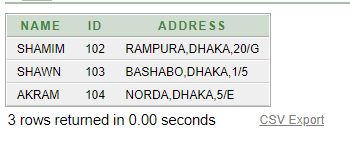 NAME ID ADDRESS
SHAMIM 102 RAMPURA,DHAKA,20/G
SHAWN 103 BASHABO,DHAKA,1/5
AKRAM 104 NORDA,DHAKA,5/E
3 rows returned in 0.00 seconds CSV Export